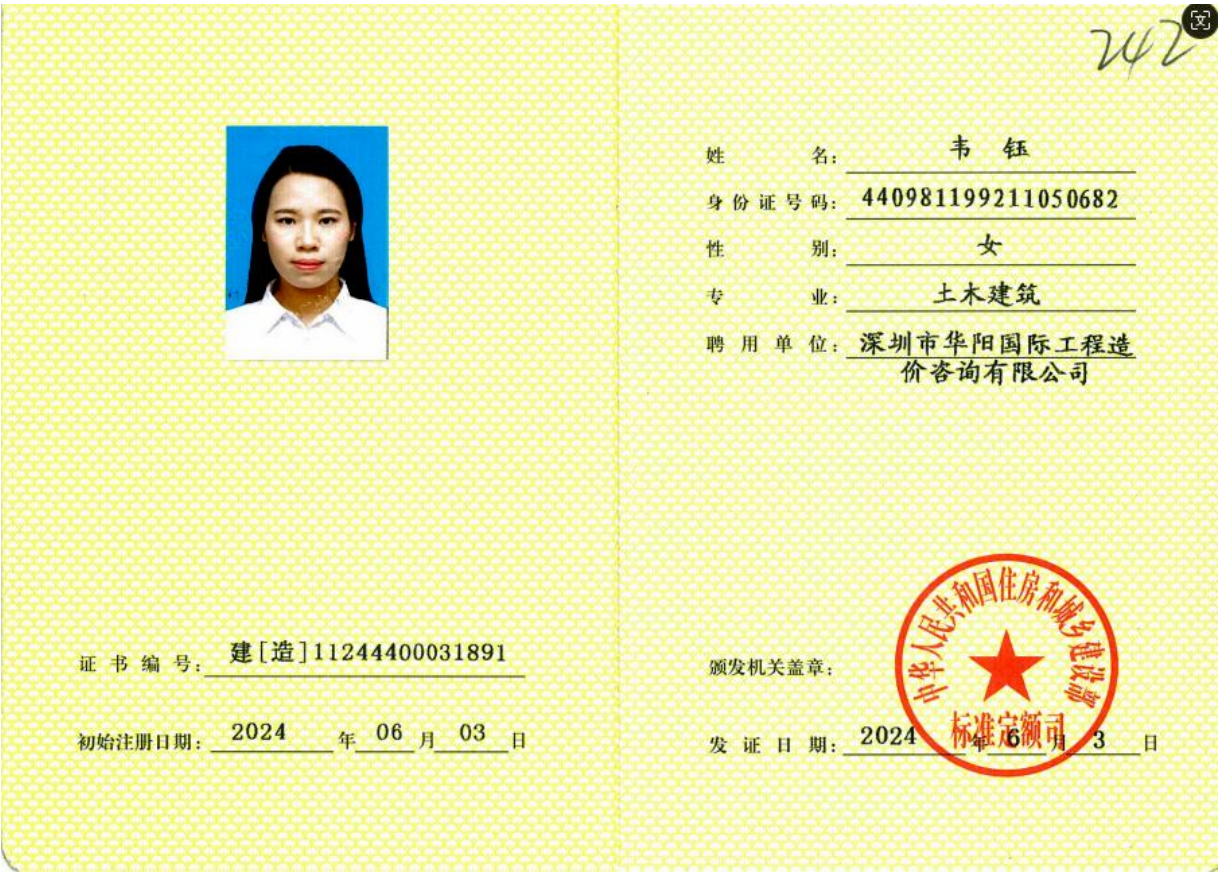 242
姓 名: 韦 钰
身份证号码: 440981199211050682
性 别: 女
专 业: 土木建筑
聘用单位: 深圳市华阳国际工程造
价咨询有限公司
证书编号: 建[造]11244400031891
初始注册日期: 2024 年 06 月 03 日
中华人民共和国住房和城乡建设部
标准定额司
颁发机关盖章:
发证日期: 2024 年 6 月 3 日